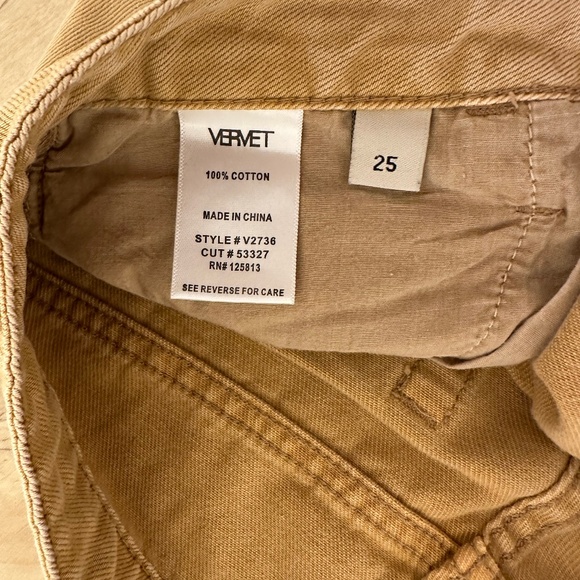 VERVET
100% COTTON
MADE IN CHINA
STYLE # V2736
CUT # 53327
RN# 125813
SEE REVERSE FOR CARE
25